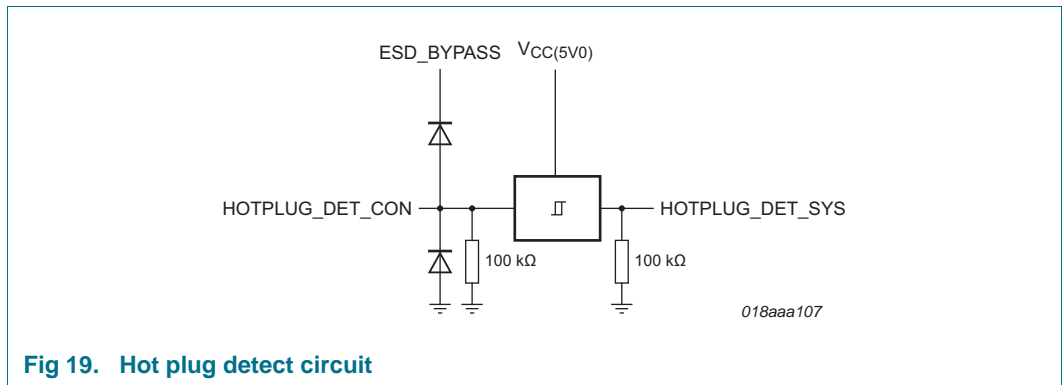 ESD_BYPASS VCC(5V0)
HOTPLUG_DET_CON HOTPLUG_DET_SYS
100 kΩ 100 kΩ
018aaa107
Fig 19. Hot plug detect circuit